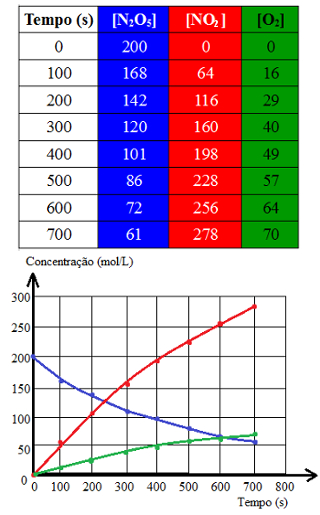 Tempo (s) [N₂O₅] [NO₂] [O₂]
0 200 0 0
100 168 64 16
200 142 116 29
300 120 160 40
400 101 198 49
500 86 228 57
600 72 256 64
700 61 278 70
Concentração (mol/L)
300
250
200
150
100
50
0
0 100 200 300 400 500 600 700 800
Tempo (s)